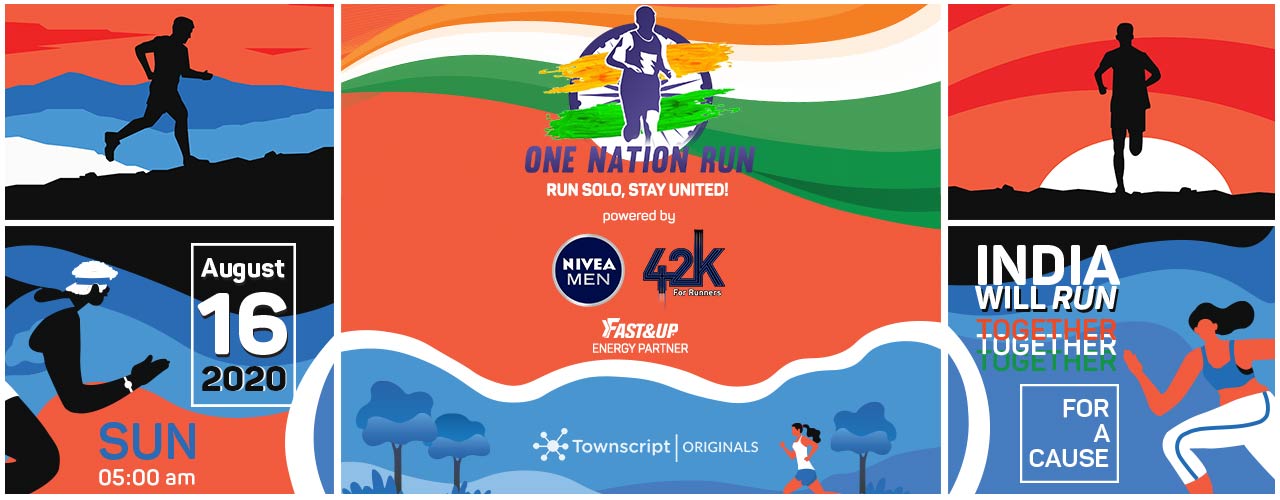 ONE NATION RUN
RUN SOLO, STAY UNITED!
powered by
NIVEA
MEN
42K
For Runners
FAST&UP
ENERGY PARTNER
Townscript | ORIGINALS
August
16
2020
SUN
05:00 am
INDIA
WILL RUN
TOGETHER
TOGETHER
TOGETHER
FOR
A
CAUSE